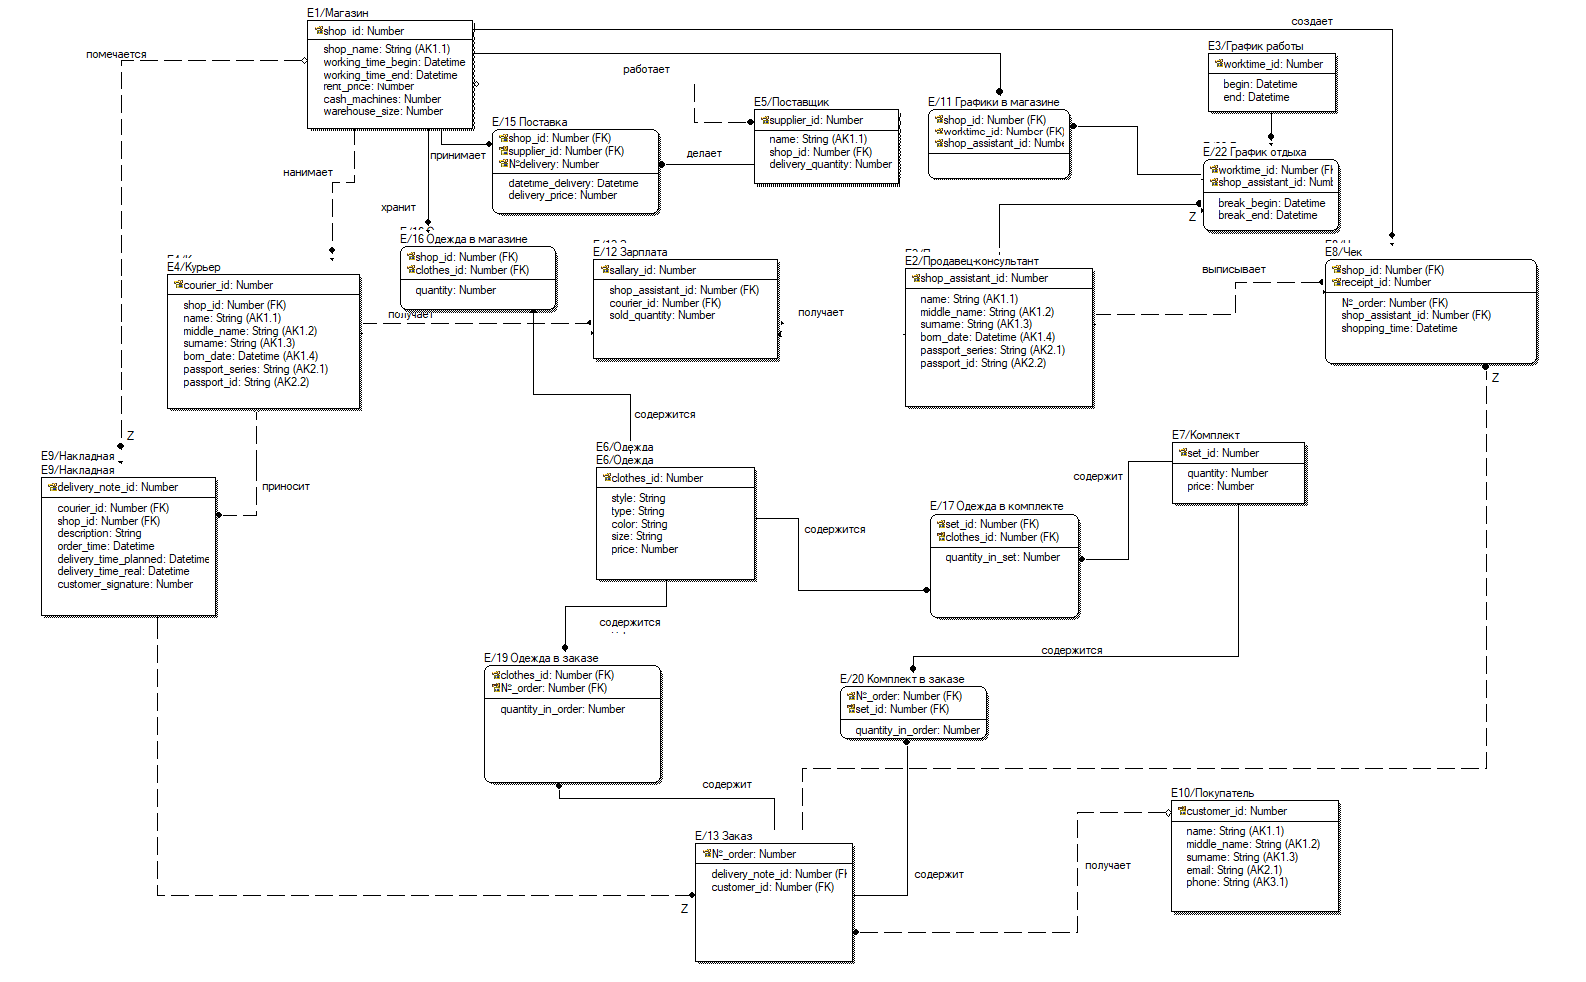 E1/Магазин
shop_id: Number
shop_name: String (AK1.1)
working_time_begin: Datetime
working_time_end: Datetime
rent_price: Number
cash_machines: Number
warehouse_size: Number
создает
помечается
работает
E3/График работы
worktime_id: Number
begin: Datetime
end: Datetime
E5/Поставщик
supplier_id: Number
name: String (AK1.1)
shop_id: Number (FK)
delivery_quantity: Number
E/11 Графики в магазине
shop_id: Number (FK)
worktime_id: Number (FK)
shop_assistant_id: Numbe
E/15 Поставка
shop_id: Number (FK)
supplier_id: Number (FK)
№delivery: Number
datetime_delivery: Datetime
delivery_price: Number
принимает
делает
E/22 График отдыха
worktime_id: Number (Fk
shop_assistant_id: Numb
break_begin: Datetime
break_end: Datetime
Z
нанимает
хранит
E/16 Одежда в магазине
shop_id: Number (FK)
clothes_id: Number (FK)
quantity: Number
E/12 Зарплата
sallary_id: Number
shop_assistant_id: Number (FK)
courier_id: Number (FK)
sold_quantity: Number
E2/Продавец-консультант
shop_assistant_id: Number
name: String (AK1.1)
middle_name: String (AK1.2)
surname: String (AK1.3)
born_date: Datetime (AK1.4)
passport_series: String (AK2.1)
passport_id: String (AK2.2)
выписывает
E8/Чек
shop_id: Number (FK)
receipt_id: Number
№_order: Number (FK)
shop_assistant_id: Number (FK)
shopping_time: Datetime
Z
E4/Курьер
courier_id: Number
shop_id: Number (FK)
name: String (AK1.1)
middle_name: String (AK1.2)
surname: String (AK1.3)
born_date: Datetime (AK1.4)
passport_series: String (AK2.1)
passport_id: String (AK2.2)
получает
получает
содержится
Z
E9/Накладная
E9/Накладная
delivery_note_id: Number
courier_id: Number (FK)
shop_id: Number (FK)
description: String
order_time: Datetime
delivery_time_planned: Datetime
delivery_time_real: Datetime
customer_signature: Number
приносит
E6/Одежда
E6/Одежда
clothes_id: Number
style: String
type: String
color: String
size: String
price: Number
содержится
E7/Комплект
set_id: Number
quantity: Number
price: Number
содержит
E/17 Одежда в комплекте
set_id: Number (FK)
clothes_id: Number (FK)
quantity_in_set: Number
содержится
содержится
E/19 Одежда в заказе
clothes_id: Number (FK)
№_order: Number (FK)
quantity_in_order: Number
E/20 Комплект в заказе
№_order: Number (FK)
set_id: Number (FK)
quantity_in_order: Number
содержит
E/13 Заказ
№_order: Number
delivery_note_id: Number (Fk
customer_id: Number (FK)
Z
содержит
получает
E10/Покупатель
customer_id: Number
name: String (AK1.1)
middle_name: String (AK1.2)
surname: String (AK1.3)
email: String (AK2.1)
phone: String (AK3.1)